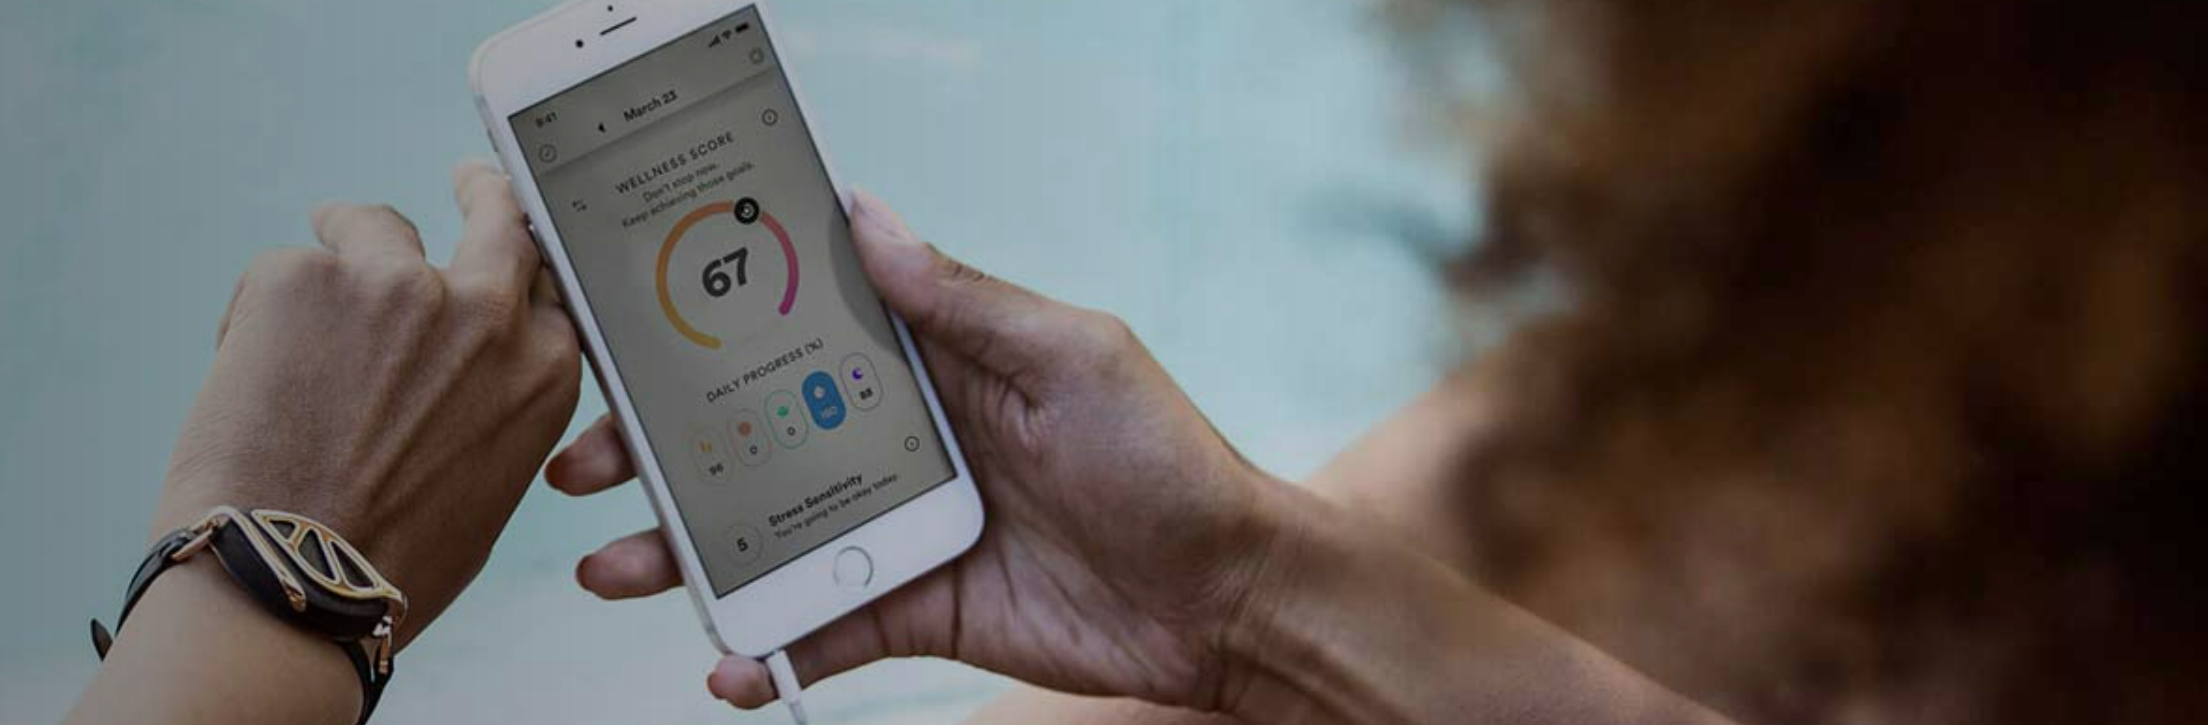 9:41
March 23
WELLNESS SCORE
Don't stop now.
Keep achieving those goals.
67
DAILY PROGRESS (%)
96 0 0 150 88
Stress Sensitivity
You're going to be okay today.
5